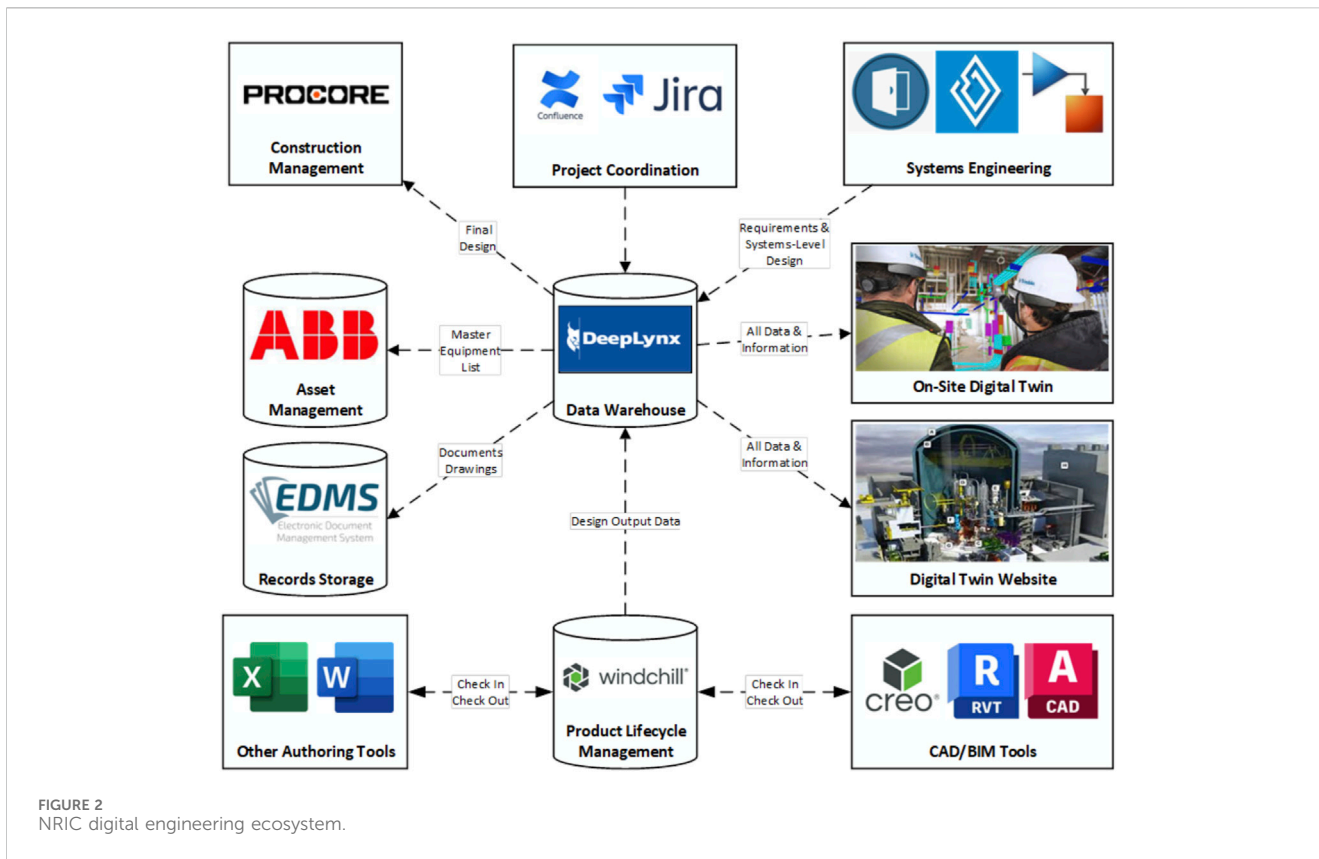 PROCORE
Construction
Management
Confluence
Jira
Project Coordination
Systems Engineering
Final
Design
Requirements &
Systems-Level
Design
ABB
Asset
Management
Master
Equipment
List
DeepLynx
Data Warehouse
All Data &
Information
On-Site Digital Twin
EDMS
Electronic Document
Management System
Records Storage
Documents
Drawings
Design Output Data
All Data &
Information
Digital Twin Website
X
W
Other Authoring Tools
Check In
Check Out
windchill®
Product Lifecycle
Management
Check In
Check Out
creo®
R
RVT
A
CAD
CAD/BIM Tools
FIGURE 2
NRIC digital engineering ecosystem.